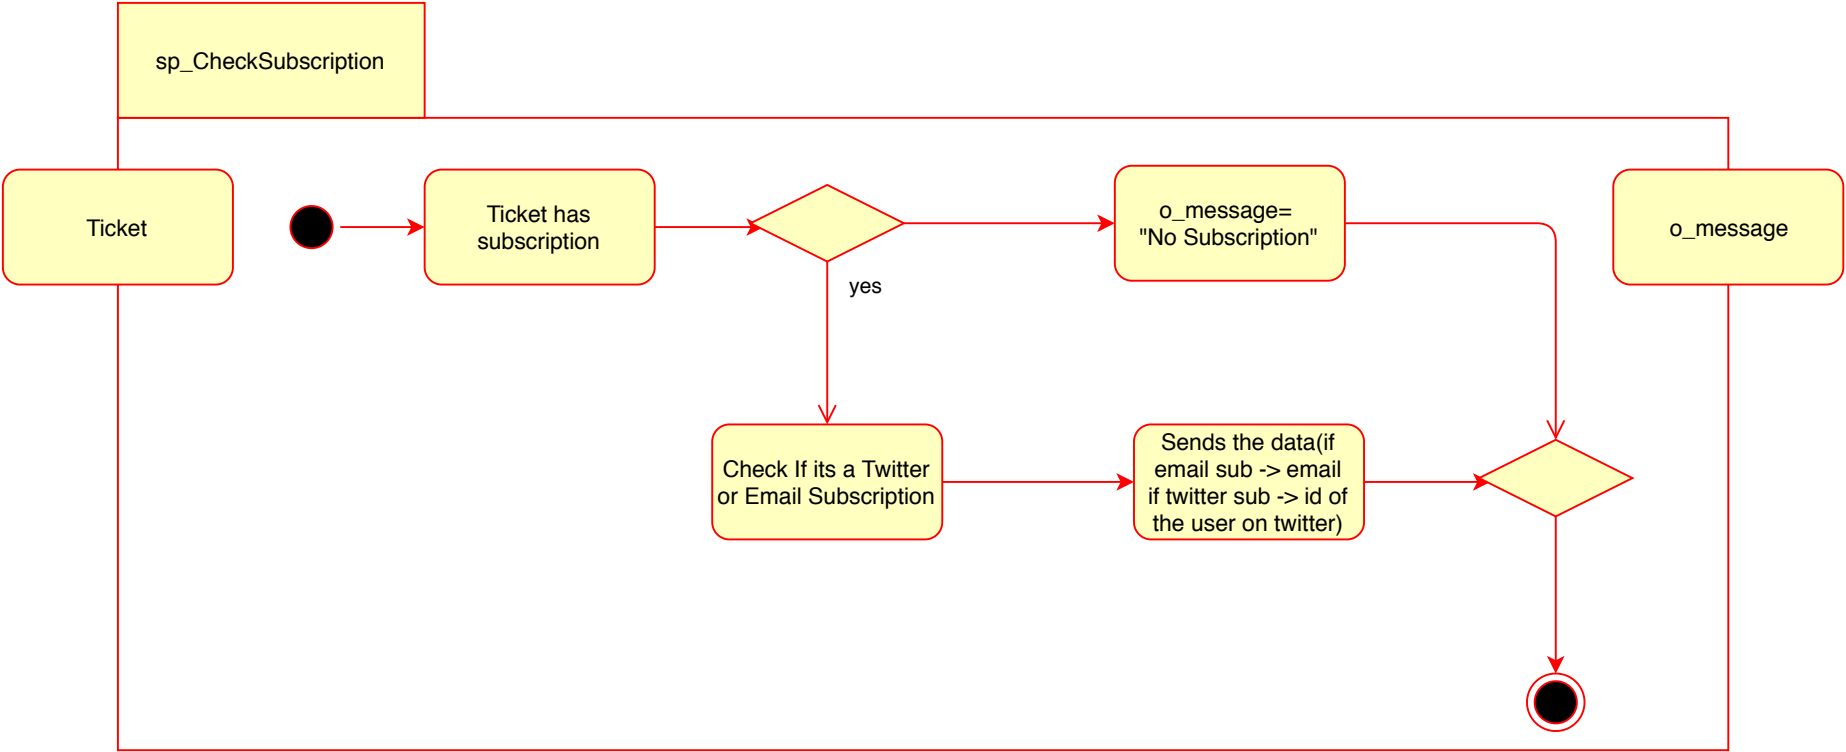 sp_CheckSubscription
Ticket
Ticket has
subscription
o_message=
"No Subscription"
o_message
yes
Check If its a Twitter
or Email Subscription
Sends the data(if
email sub -> email
if twitter sub -> id of
the user on twitter)